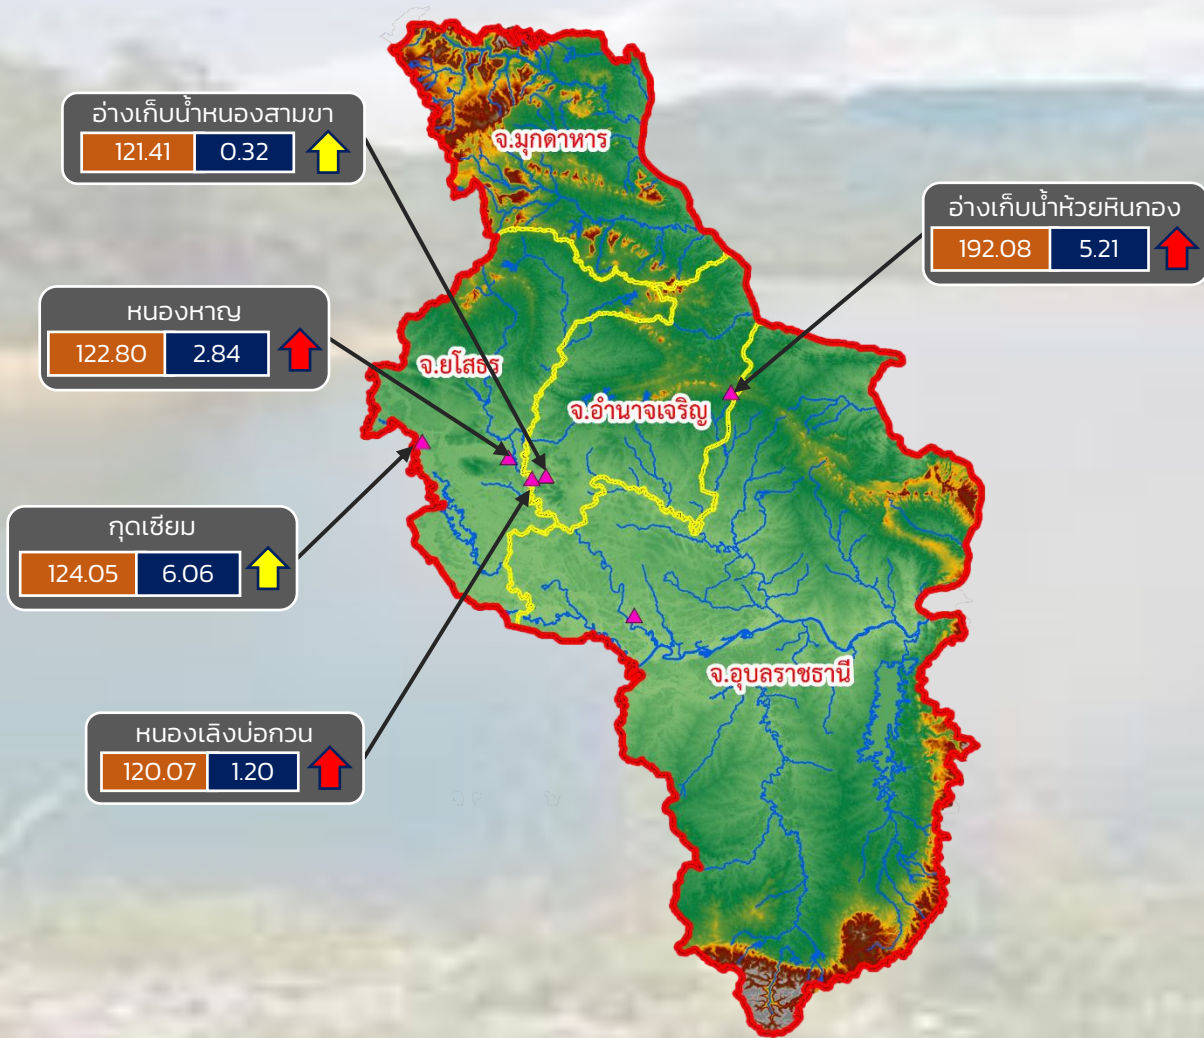 อ่างเก็บน้ำหนองสามขา
121.41 0.32
จ.มุกดาหาร
อ่างเก็บน้ำห้วยหินกอง
192.08 5.21
หนองหาญ
122.80 2.84
จ.ยโสธร
จ.อำนาจเจริญ
กุดเซียม
124.05 6.06
จ.อุบลราชธานี
หนองเลิงบ่อกวน
120.07 1.20